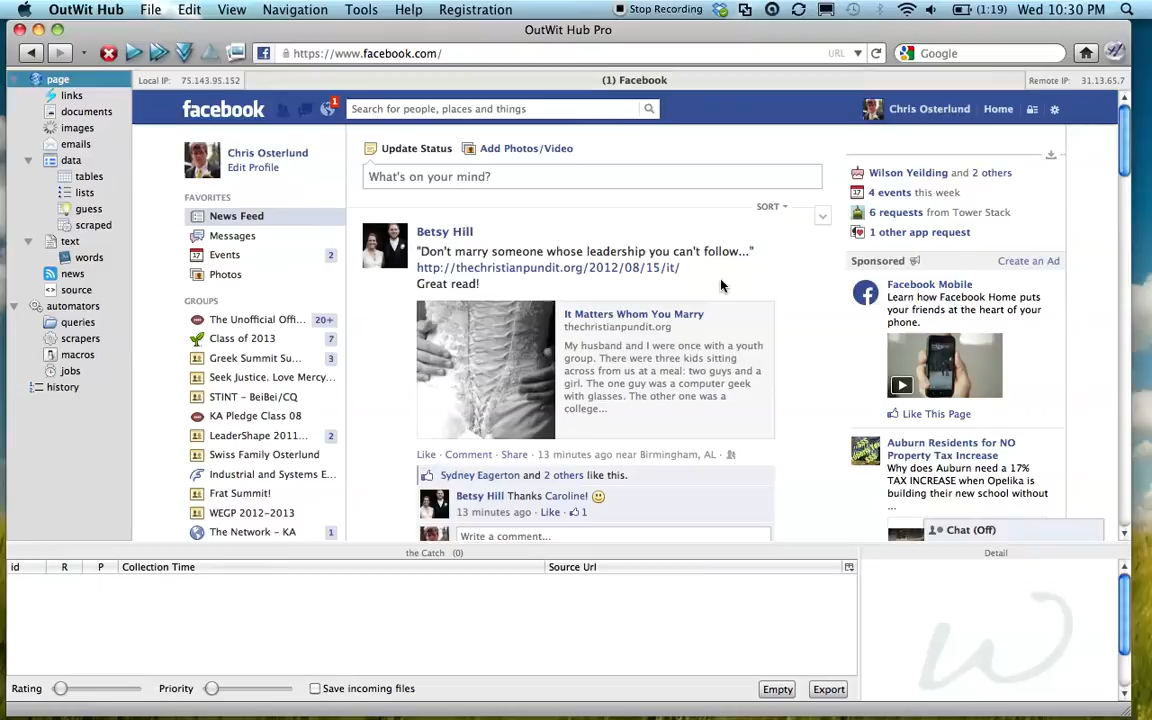 OutWit Hub File Edit View Navigation Tools Help Registration Stop Recording (1:19) Wed 10:30 PM
OutWit Hub Pro
https://www.facebook.com/ URL Google
page
links
documents
images
emails
data
tables
lists
guess
scraped
text
words
news
source
automators
queries
scrapers
macros
jobs
history
Local IP: 75.143.95.152 (1) Facebook Remote IP: 31.13.65.7
facebook 1 Search for people, places and things Chris Osterlund Home
Chris Osterlund
Edit Profile
FAVORITES
News Feed
Messages
Events 2
Photos
GROUPS
The Unofficial Offi... 20+
Class of 2013 7
Greek Summit Su... 3
Seek Justice. Love Mercy...
STINT - BeiBei/CQ
KA Pledge Class 08
LeaderShape 2011... 2
Swiss Family Osterlund
Industrial and Systems E...
Frat Summit!
WEGP 2012-2013
The Network - KA 1
Update Status Add Photos/Video
What's on your mind?
SORT
Betsy Hill
"Don't marry someone whose leadership you can't follow..."
http://thechristianpundit.org/2012/08/15/it/
Great read!
It Matters Whom You Marry
thechristianpundit.org
My husband and I were once with a youth
group. There were three kids sitting
across from us at a meal: two guys and a
girl. The one guy was a computer geek
with glasses. The other one was a
college...
Like · Comment · Share · 13 minutes ago near Birmingham, AL ·
Sydney Eagerton and 2 others like this.
Betsy Hill Thanks Caroline!
13 minutes ago · Like · 1
Write a comment...
Wilson Yeilding and 2 others
17 4 events this week
6 requests from Tower Stack
1 other app request
Sponsored Create an Ad
Facebook Mobile
Learn how Facebook Home puts
your friends at the heart of your
phone.
Like This Page
Auburn Residents for NO
Property Tax Increase
Why does Auburn need a 17%
TAX INCREASE when Opelika is
building their new school without
...
Chat (Off)
the Catch (0) Detail
id R P Collection Time Source Url
Rating Priority Save incoming files Empty Export